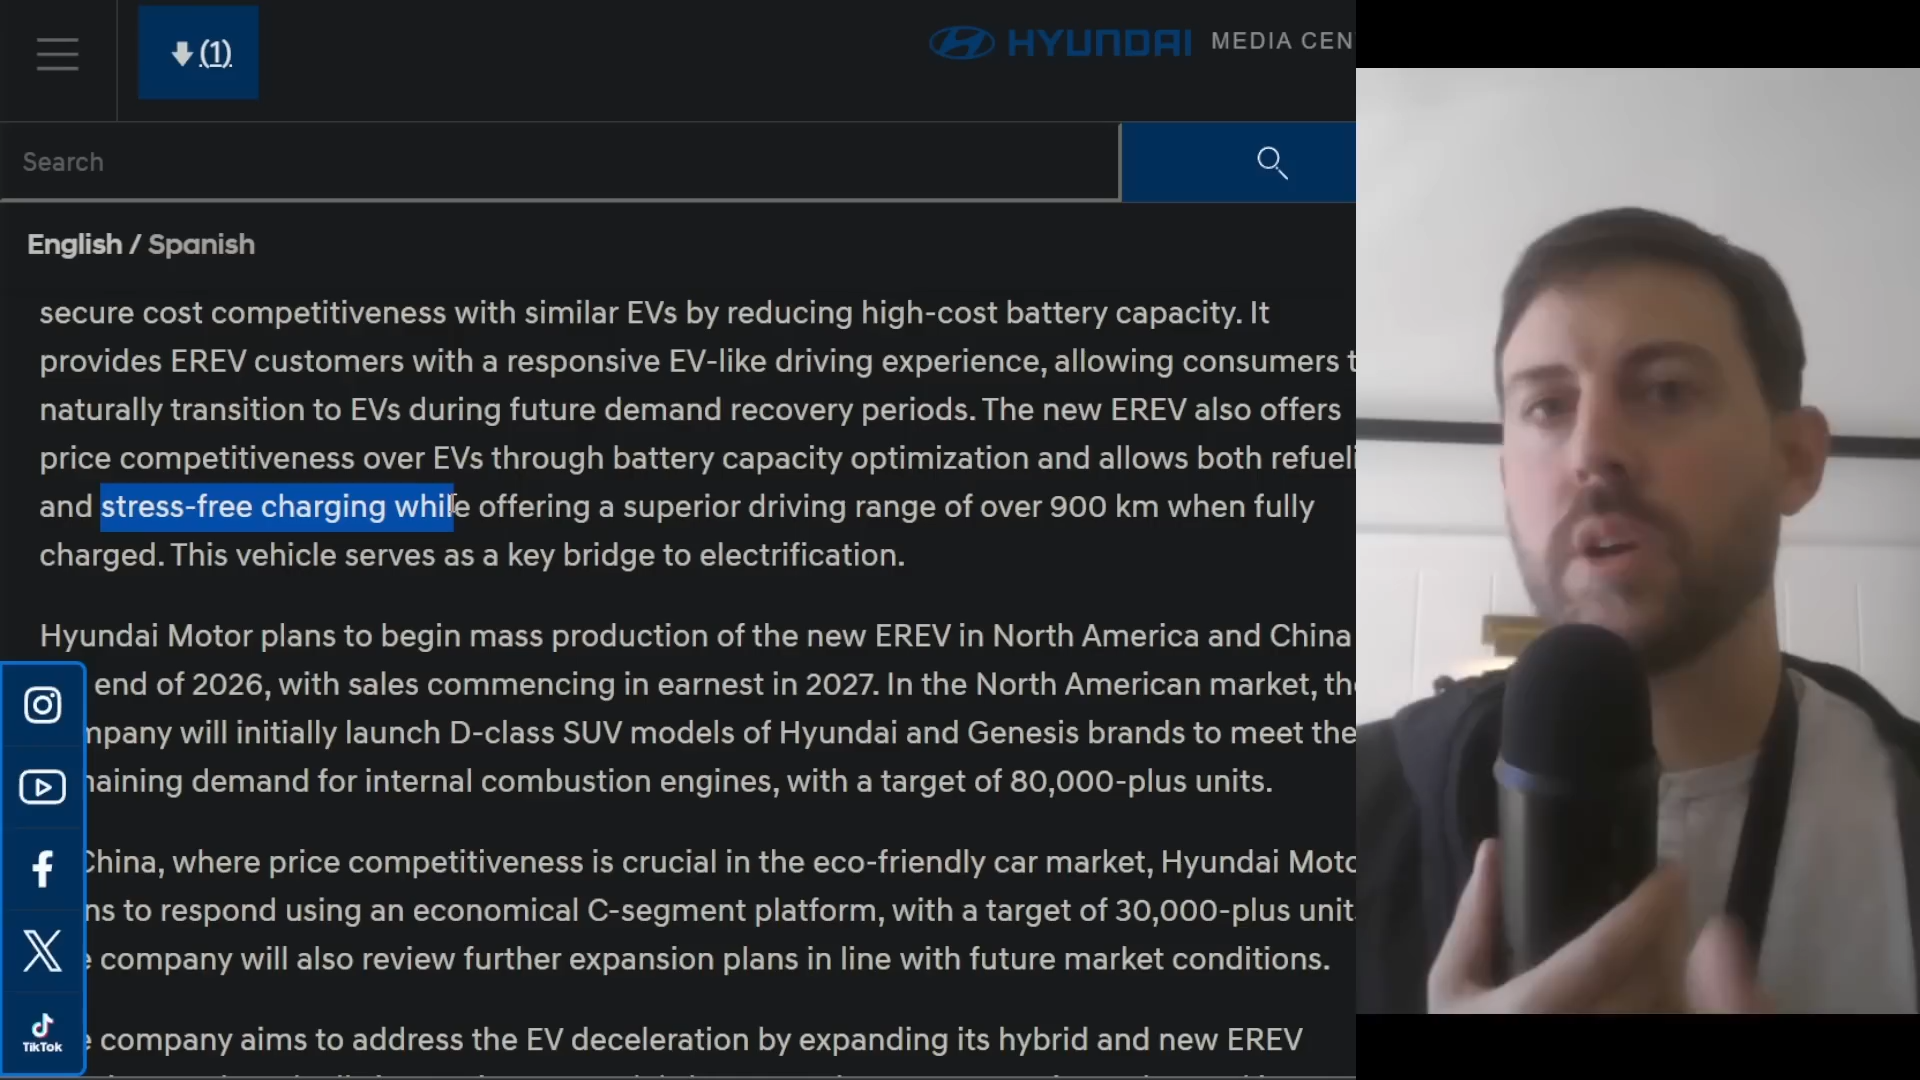 (1)
HYUNDAI MEDIA CEN
Search
English / Spanish
secure cost competitiveness with similar EVs by reducing high-cost battery capacity. It
provides EREV customers with a responsive EV-like driving experience, allowing consumers t
naturally transition to EVs during future demand recovery periods. The new EREV also offers
price competitiveness over EVs through battery capacity optimization and allows both refueli
and stress-free charging while offering a superior driving range of over 900 km when fully
charged. This vehicle serves as a key bridge to electrification.
Hyundai Motor plans to begin mass production of the new EREV in North America and China
end of 2026, with sales commencing in earnest in 2027. In the North American market, the
mpany will initially launch D-class SUV models of Hyundai and Genesis brands to meet the
naining demand for internal combustion engines, with a target of 80,000-plus units.
China, where price competitiveness is crucial in the eco-friendly car market, Hyundai Moto
ns to respond using an economical C-segment platform, with a target of 30,000-plus unit
e company will also review further expansion plans in line with future market conditions.
e company aims to address the EV deceleration by expanding its hybrid and new EREV
TikTok